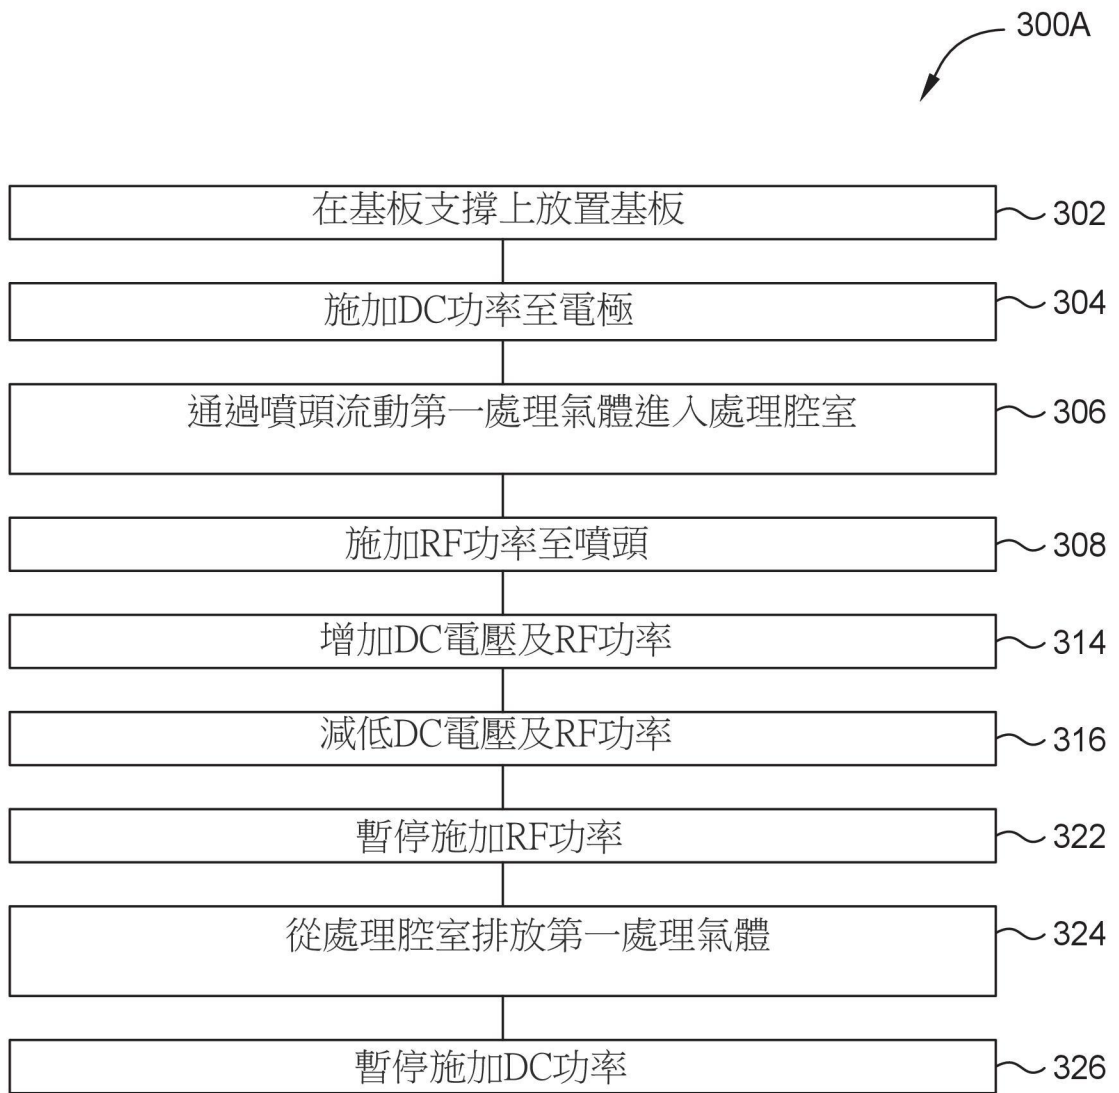 300A
在基板支撐上放置基板 302
施加DC功率至電極 304
通過噴頭流動第一處理氣體進入處理腔室 306
施加RF功率至噴頭 308
增加DC電壓及RF功率 314
減低DC電壓及RF功率 316
暫停施加RF功率 322
從處理腔室排放第一處理氣體 324
暫停施加DC功率 326